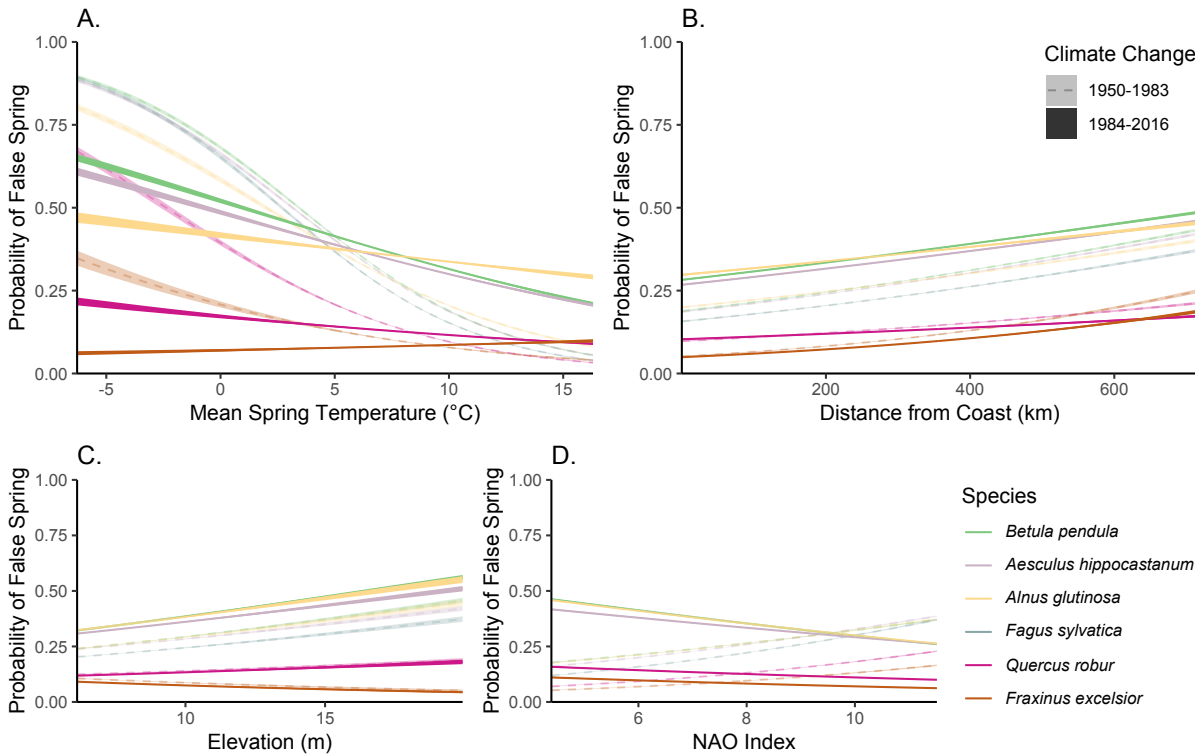 A.
Probability of False Spring
1.00
0.75
0.50
0.25
0.00
-5 0 5 10 15
Mean Spring Temperature (°C)
B.
Probability of False Spring
1.00
0.75
0.50
0.25
0.00
200 400 600
Distance from Coast (km)
Climate Change
1950-1983
1984-2016
C.
Probability of False Spring
1.00
0.75
0.50
0.25
0.00
10 15
Elevation (m)
D.
Probability of False Spring
1.00
0.75
0.50
0.25
0.00
6 8 10
NAO Index
Species
Betula pendula
Aesculus hippocastanum
Alnus glutinosa
Fagus sylvatica
Quercus robur
Fraxinus excelsior